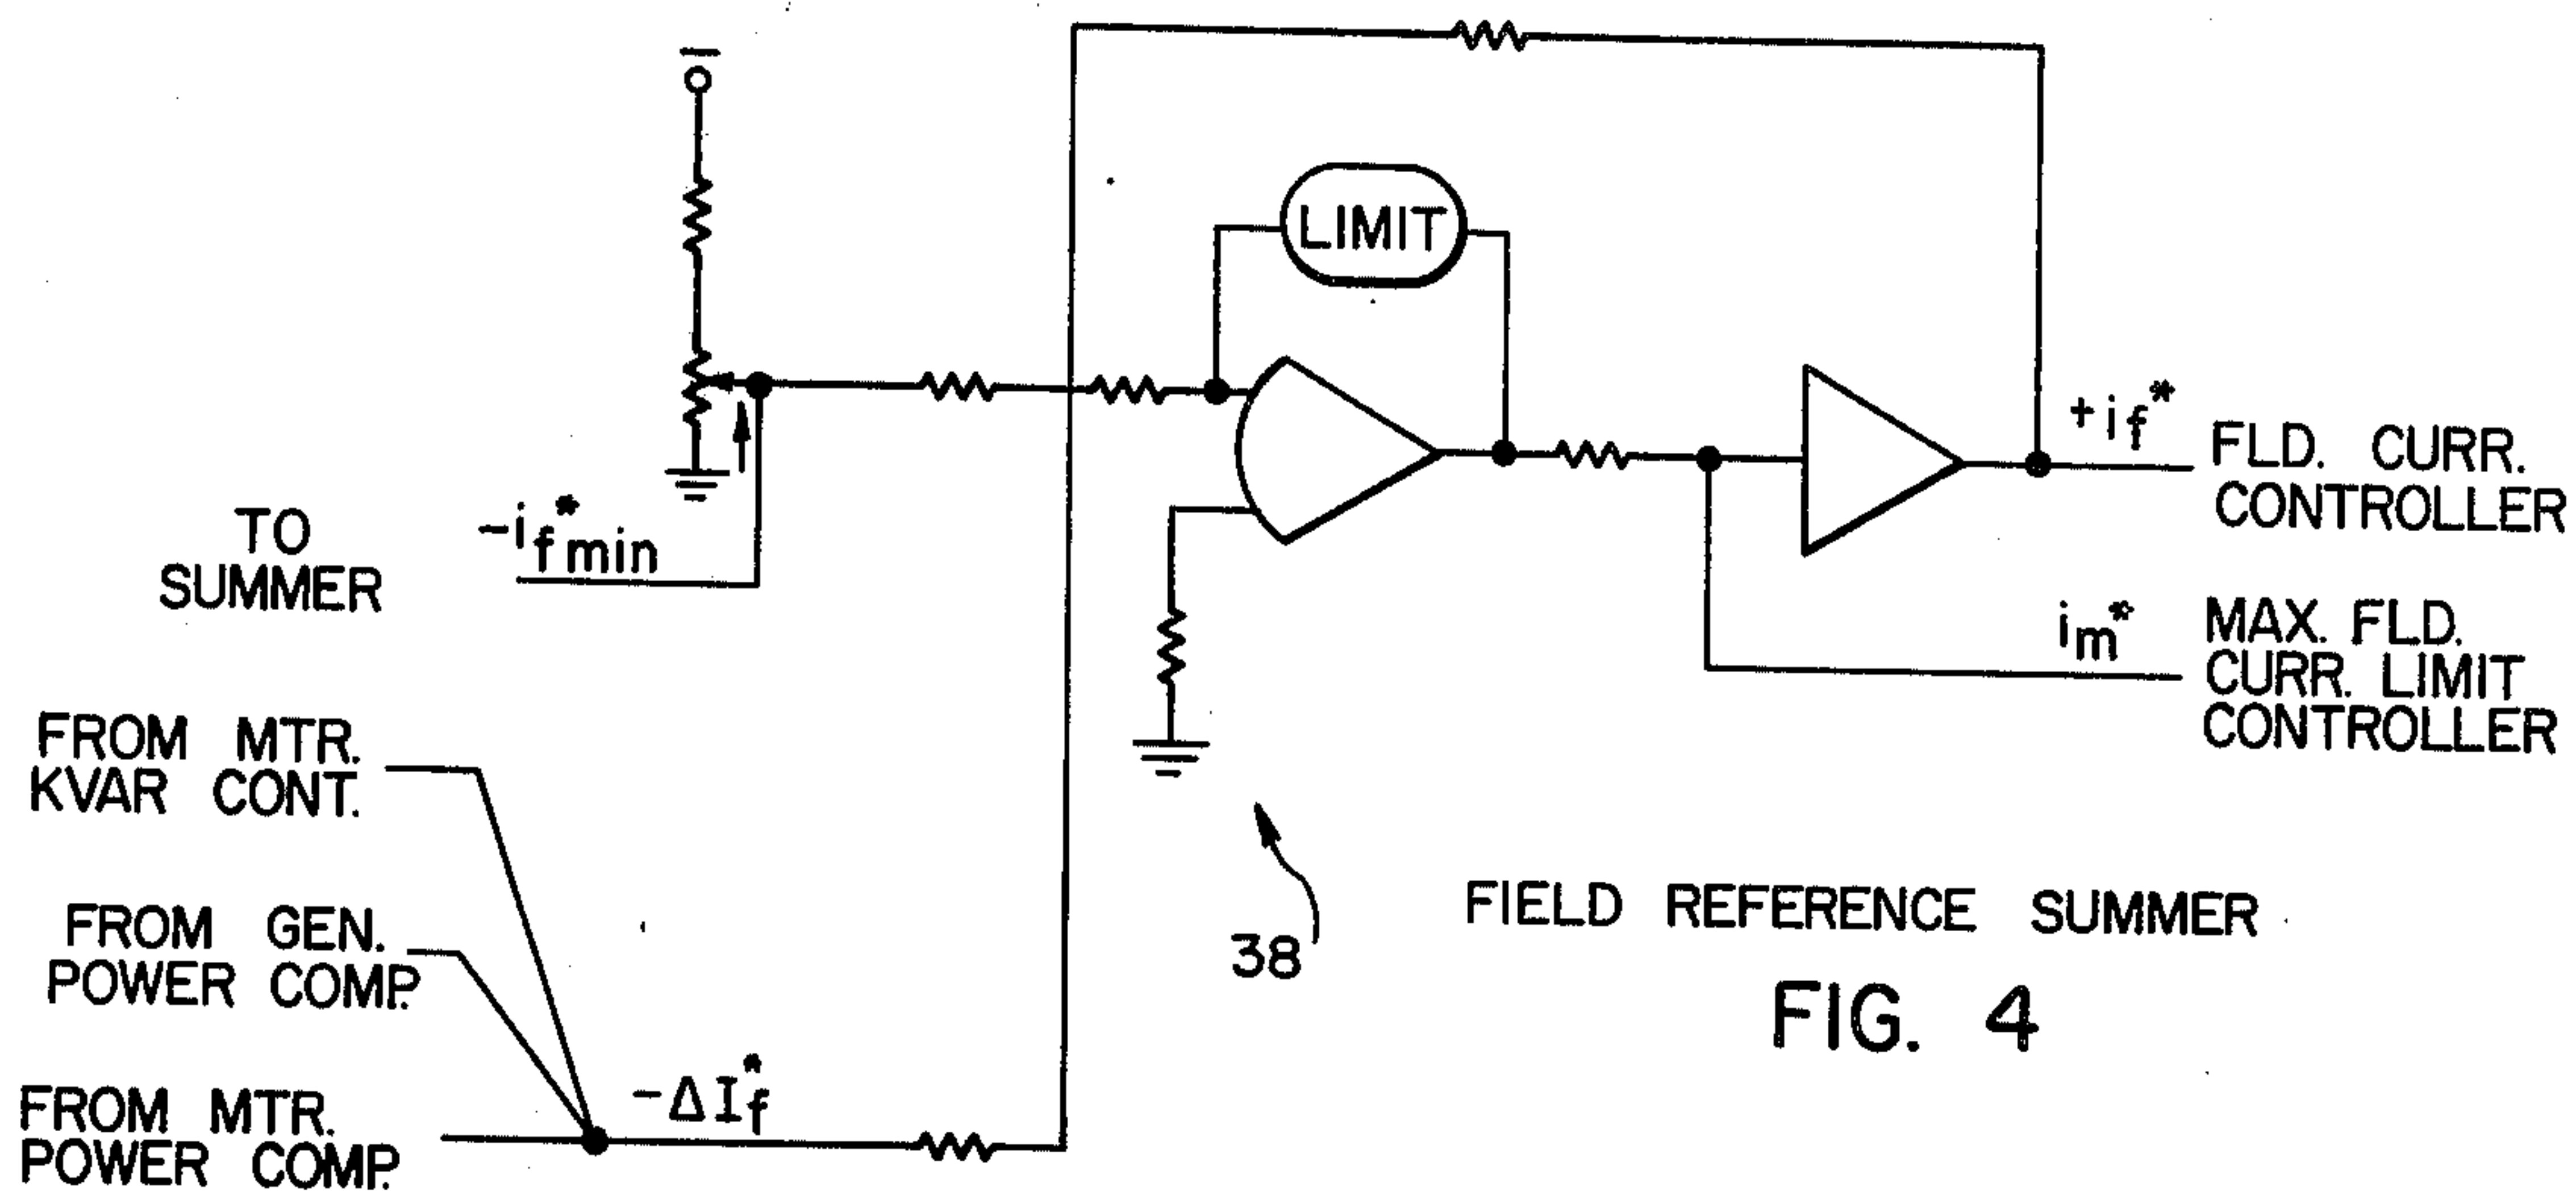 LIMIT
+if*
FLD. CURR.
CONTROLLER
TO
SUMMER
-if*min
im*
MAX. FLD.
CURR. LIMIT
CONTROLLER
FROM MTR.
KVAR CONT.
FROM GEN.
POWER COMP.
FROM MTR.
POWER COMP.
-ΔIf*
38
FIELD REFERENCE SUMMER
FIG. 4